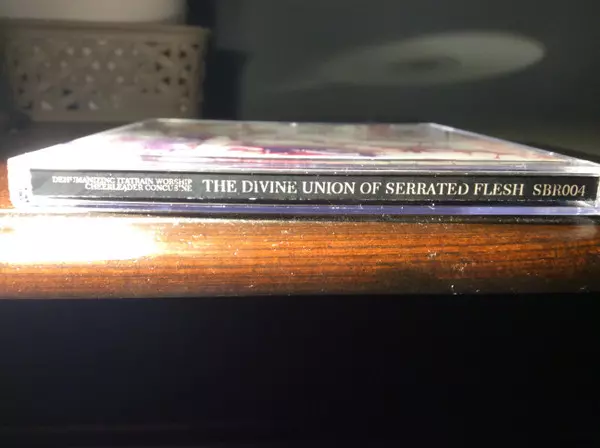 DEHUMANIZING ITATRAIN WORSHIP
CHEERLEADER CONCUBINE
THE DIVINE UNION OF SERRATED FLESH SBR004